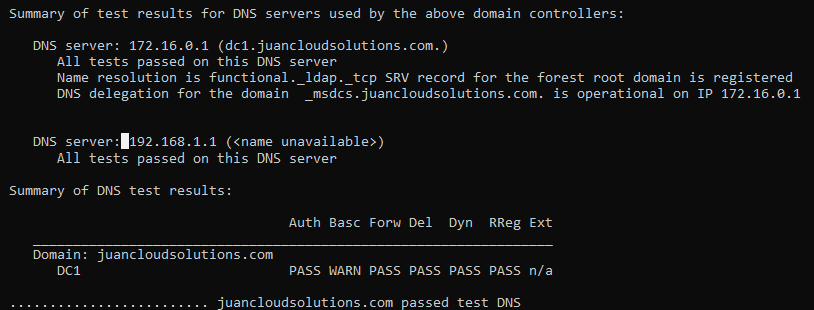 Summary of test results for DNS servers used by the above domain controllers:
DNS server: 172.16.0.1 (dc1.juancloudsolutions.com.)
All tests passed on this DNS server
Name resolution is functional._ldap._tcp SRV record for the forest root domain is registered
DNS delegation for the domain _msdcs.juancloudsolutions.com. is operational on IP 172.16.0.1
DNS server: 192.168.1.1 (<name unavailable>)
All tests passed on this DNS server
Summary of DNS test results:
Auth Basc Forw Del Dyn RReg Ext
_________________________________________________________________
Domain: juancloudsolutions.com
DC1 PASS WARN PASS PASS PASS PASS n/a
......................... juancloudsolutions.com passed test DNS